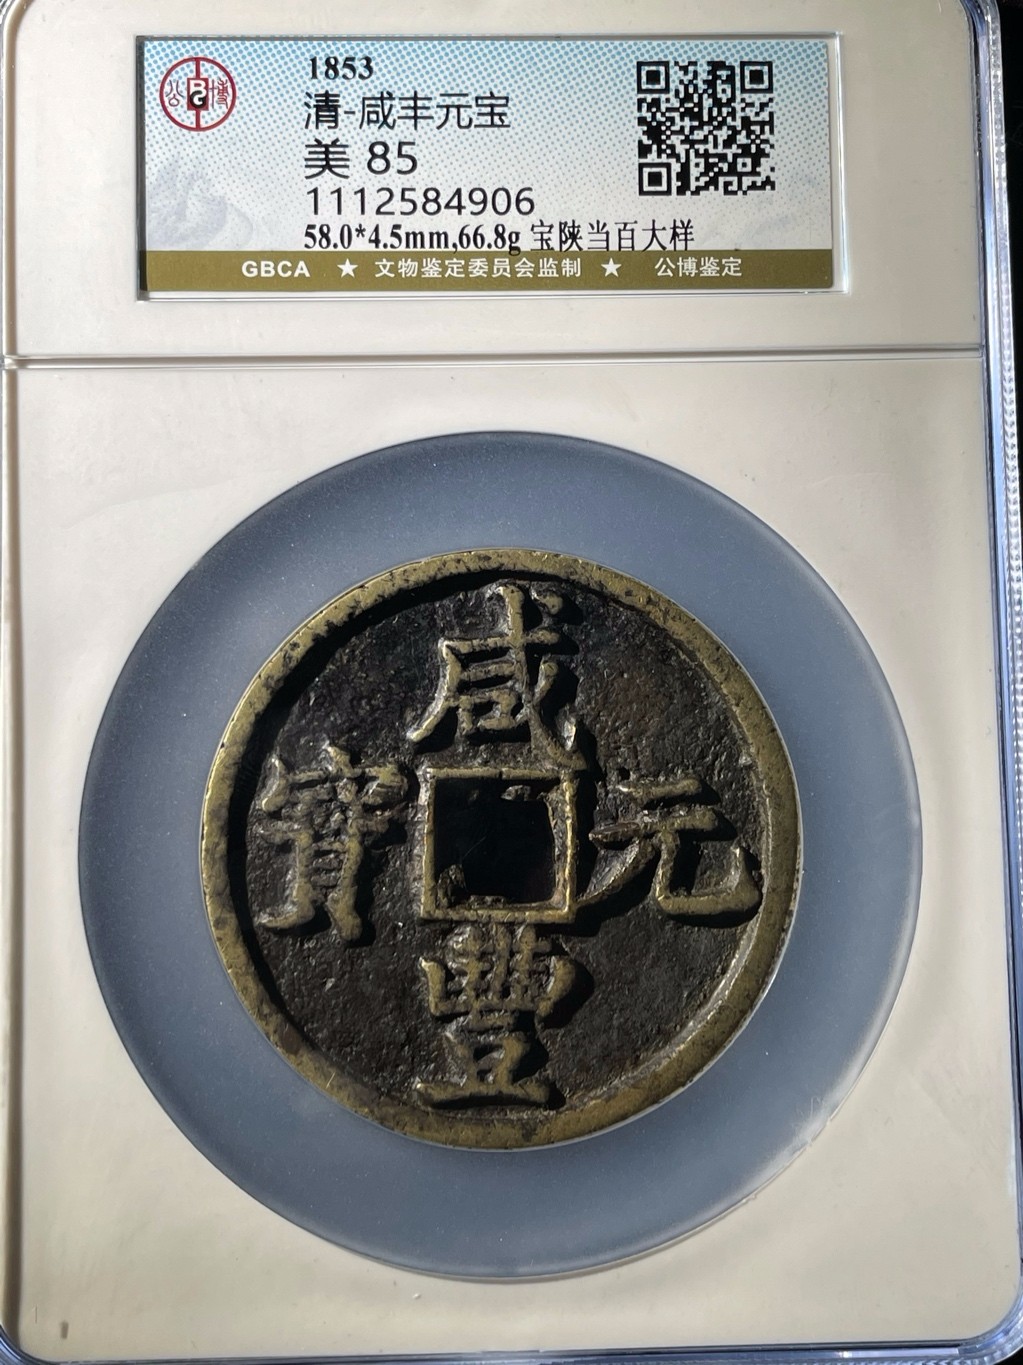 公博
1853
清-咸丰元宝
美 85
1112584906
58.0*4.5mm,66.8g 宝陕当百大样
GBCA ★ 文物鉴定委员会监制 ★ 公博鉴定
咸
寶 元
豐